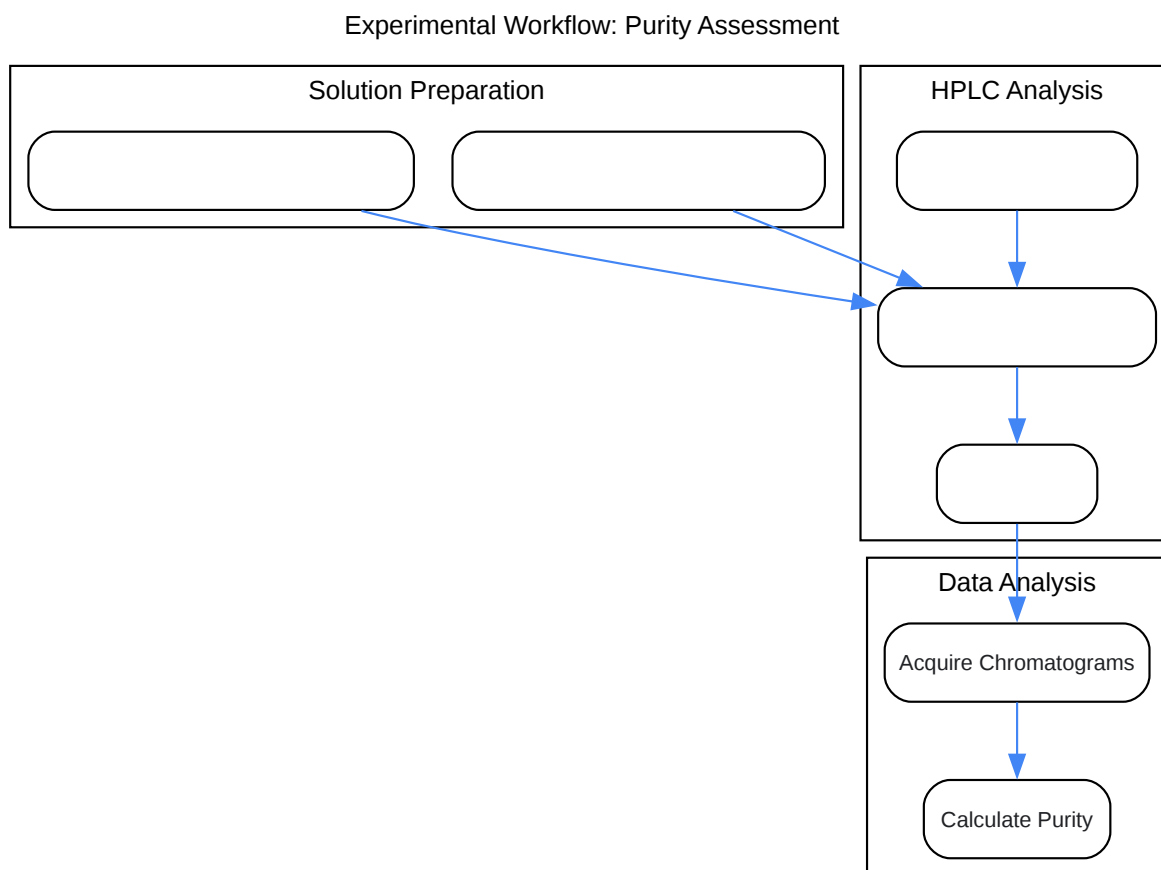 Experimental Workflow: Purity Assessment
Solution Preparation
HPLC Analysis
Data Analysis
Acquire Chromatograms
Calculate Purity